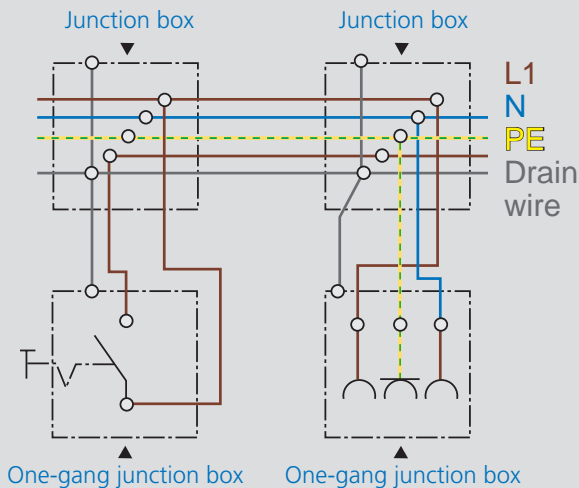 Junction box
Junction box
L1
N
PE
Drain
wire
One-gang junction box
One-gang junction box